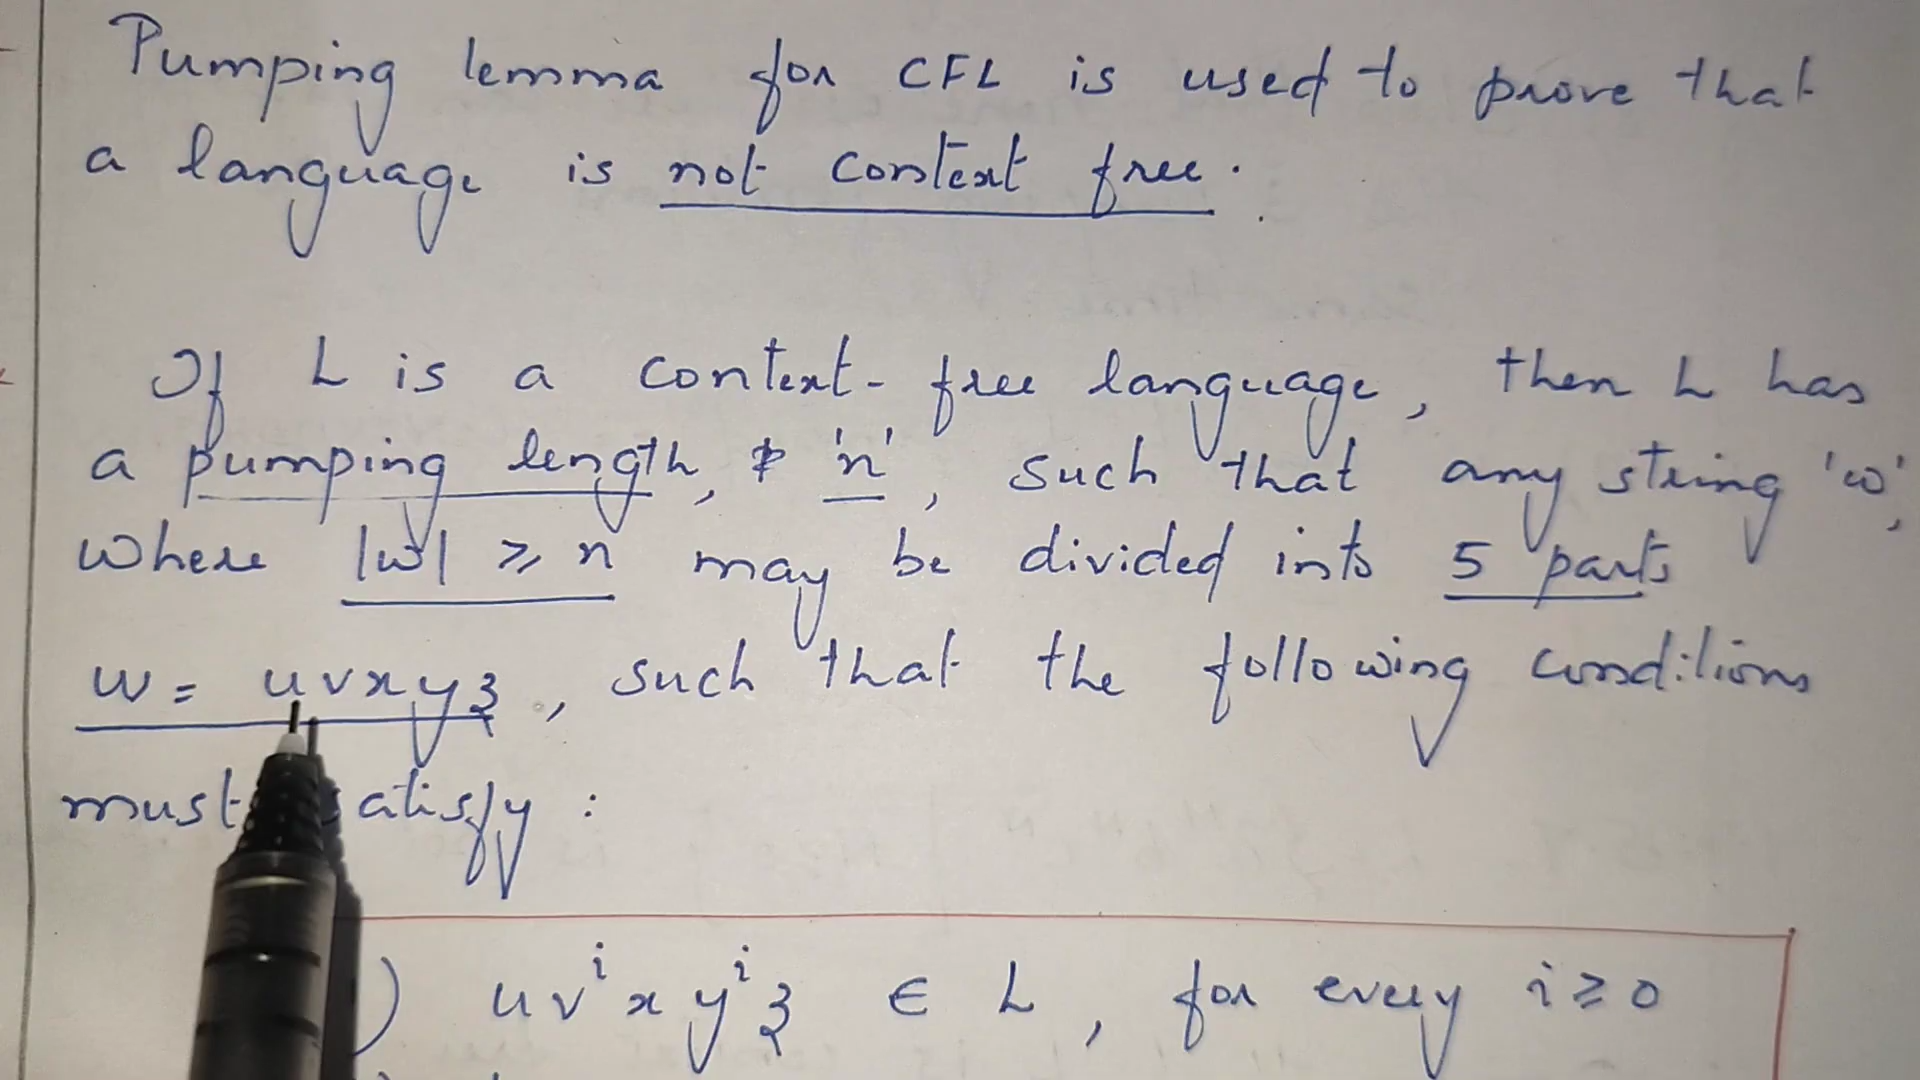 Pumping lemma for CFL is used to prove that
a language is not context free.
If L is a context-free language, then L has
a pumping length, 'n', such that any string 'w',
where |w| ≥ n may be divided into 5 parts
w = uvxyz, such that the following conditions
must satisfy :
) uvⁱxyⁱz ∈ L, for every i ≥ 0